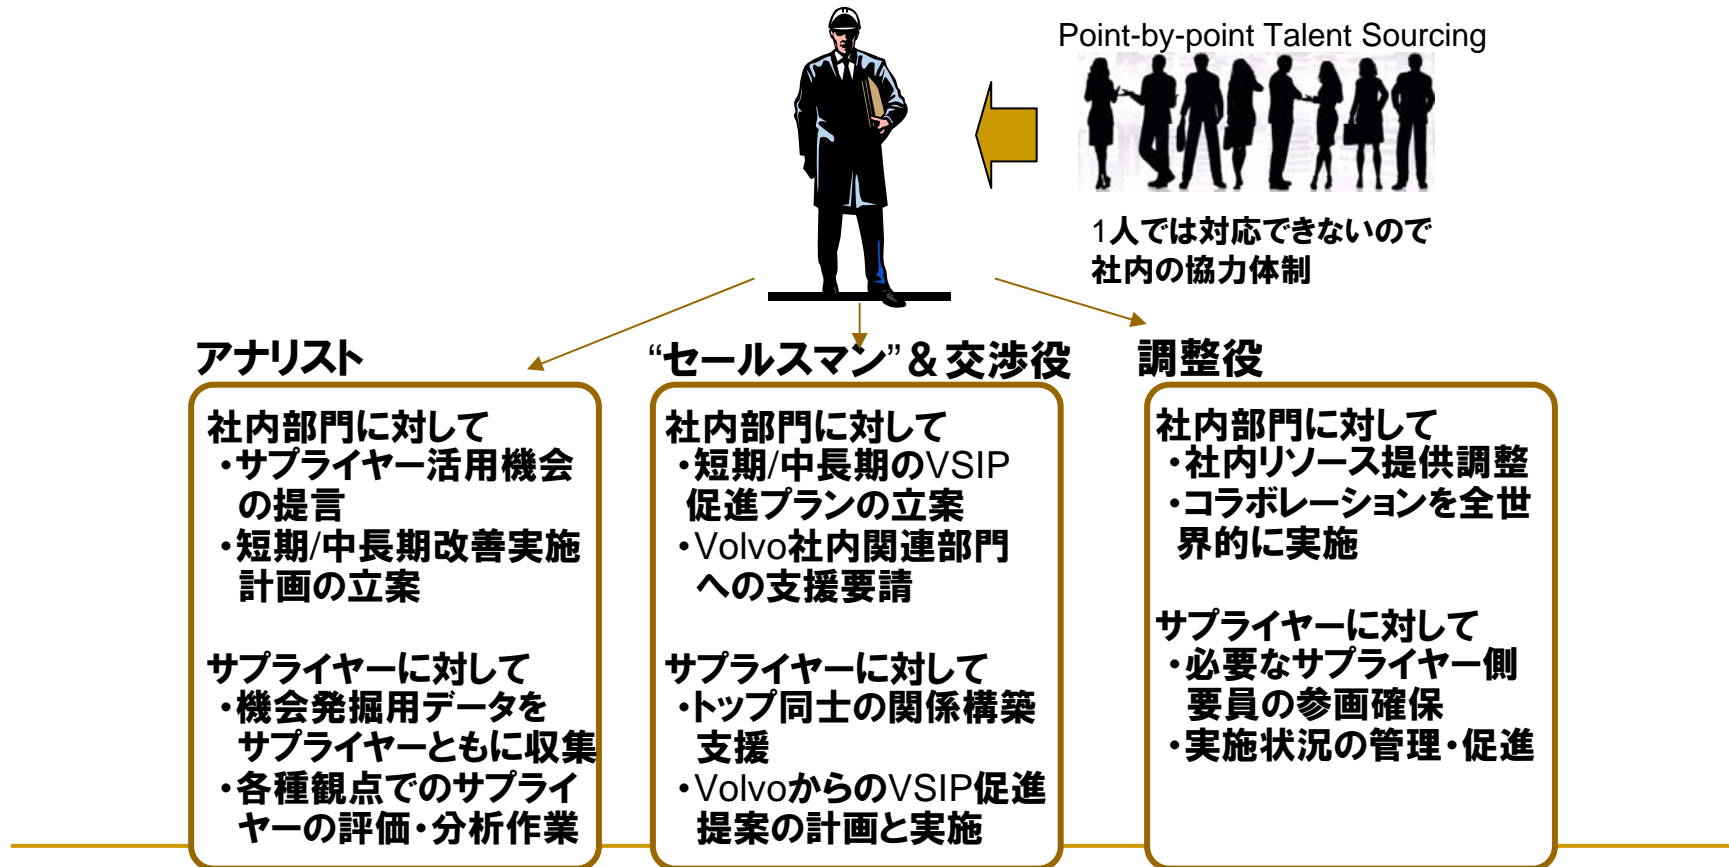 Point-by-point Talent Sourcing
1人では対応できないので
社内の協力体制
アナリスト
社内部門に対して
・サプライヤー活用機会
の提言
・短期/中長期改善実施
計画の立案
サプライヤーに対して
・機会発掘用データを
サプライヤーともに収集
・各種観点でのサプライ
ヤーの評価・分析作業
“セールスマン”＆交渉役
社内部門に対して
・短期/中長期のVSIP
促進プランの立案
・Volvo社内関連部門
への支援要請
サプライヤーに対して
・トップ同士の関係構築
支援
・VolvoからのVSIP促進
提案の計画と実施
調整役
社内部門に対して
・社内リソース提供調整
・コラボレーションを全世
界的に実施
サプライヤーに対して
・必要なサプライヤー側
要員の参画確保
・実施状況の管理・促進